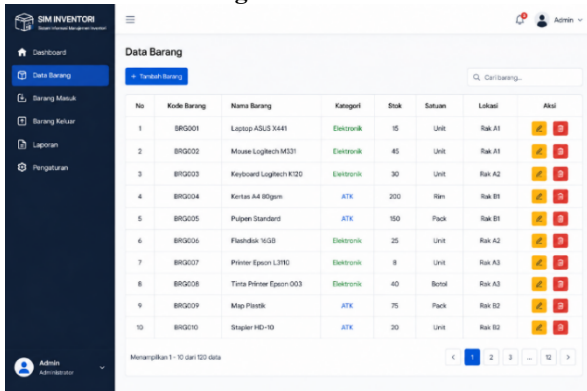 SIM INVENTORI
Sistem Informasi Manajemen Inventori
Admin
Dashboard
Data Barang
Barang Masuk
Barang Keluar
Laporan
Pengaturan
Admin
Administrator
Data Barang
+ Tambah Barang
Cari barang...
No Kode Barang Nama Barang Kategori Stok Satuan Lokasi Aksi
1 BRG001 Laptop ASUS X441 Elektronik 15 Unit Rak A1
2 BRG002 Mouse Logitech M331 Elektronik 45 Unit Rak A1
3 BRG003 Keyboard Logitech K120 Elektronik 30 Unit Rak A2
4 BRG004 Kertas A4 80gsm ATK 200 Rim Rak B1
5 BRG005 Pulpen Standard ATK 150 Pack Rak B1
6 BRG006 Flashdisk 16GB Elektronik 25 Unit Rak A2
7 BRG007 Printer Epson L3110 Elektronik 8 Unit Rak A3
8 BRG008 Tinta Printer Epson 003 Elektronik 40 Botol Rak A3
9 BRG009 Map Plastik ATK 75 Pack Rak B2
10 BRG010 Stapler HD-10 ATK 20 Unit Rak B2
Menampilkan 1 - 10 dari 120 data
< 1 2 3 ... 12 >